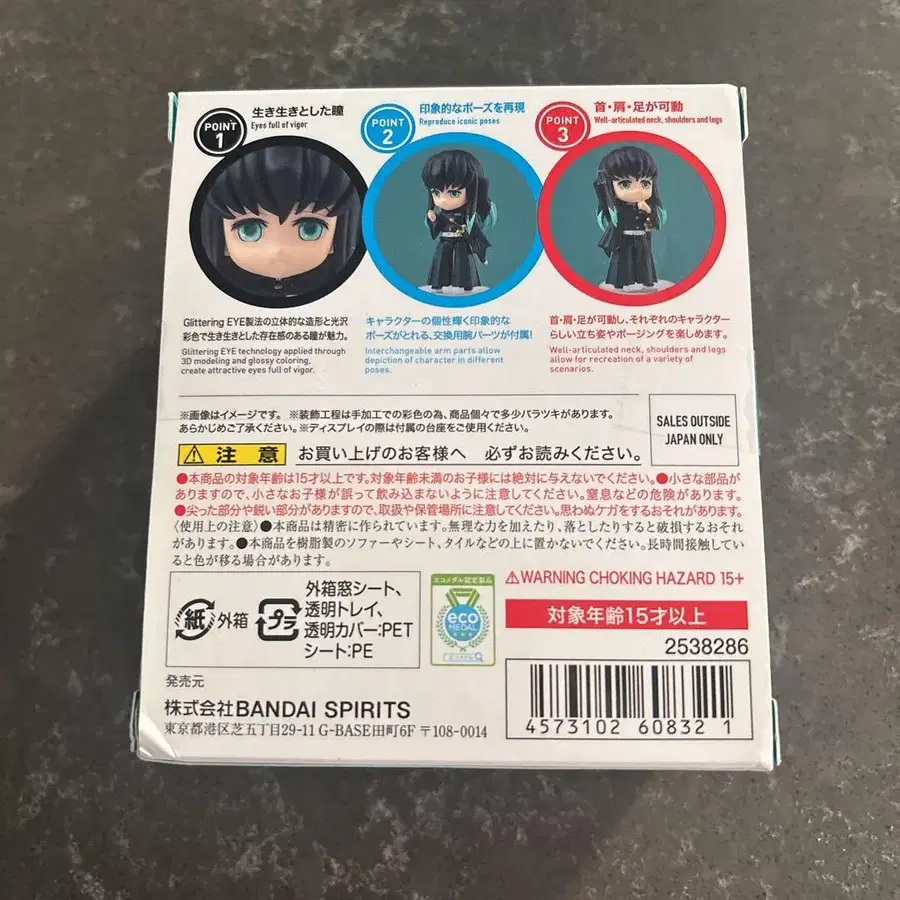 POINT 1
生き生きとした瞳
Eyes full of vigor
POINT 2
印象的なポーズを再現
Reproduce iconic poses
POINT 3
首・肩・足が可動
Well-articulated neck, shoulders and legs
Glittering EYE製法の立体的な造形と光沢
彩色で生き生きとした存在感のある瞳が魅力。
Glittering EYE technology applied through
3D modeling and glossy coloring,
create attractive eyes full of vigor.
キャラクターの個性輝く印象的な
ポーズがとれる、交換用腕パーツが付属!
Interchangeable arm parts allow
depiction of character in different
poses.
首・肩・足が可動し、それぞれのキャラクター
らしい立ち姿やポージングを楽しめます。
Well-articulated neck, shoulders and legs
allow for recreation of a variety of
scenarios.
※画像はイメージです。 ※装飾工程は手加工での彩色の為、商品個々で多少バラツキがあります。
あらかじめご了承ください。※ディスプレイの際は付属の台座をご使用ください。
SALES OUTSIDE
JAPAN ONLY
注 意 お買い上げのお客様へ 必ずお読みください。
●本商品の対象年齢は15才以上です。対象年齢未満のお子様には絶対に与えないでください。●小さな部品が
ありますので、小さなお子様が誤って飲み込まないように注意してください。窒息などの危険があります。
●尖った部分や鋭い部分がありますので、取扱や保管場所に注意してください。思わぬケガをするおそれがあります。
〈使用上の注意〉●本商品は精密に作られています。無理な力を加えたり、落としたりすると破損するおそれ
があります。●本商品を樹脂製のソファーやシート、タイルなどの上に置かないでください。長時間接触している
と色が移る場合があります。
紙 外箱
プラ
外箱窓シート、
透明トレイ、
透明カバー:PET
シート:PE
エコメダル認定製品
eco
MEDAL
⚠WARNING CHOKING HAZARD 15+
対象年齢15才以上
2538286
4573102 60832 1
発売元
株式会社BANDAI SPIRITS
東京都港区芝五丁目29-11 G-BASE田町6F 〒108-0014